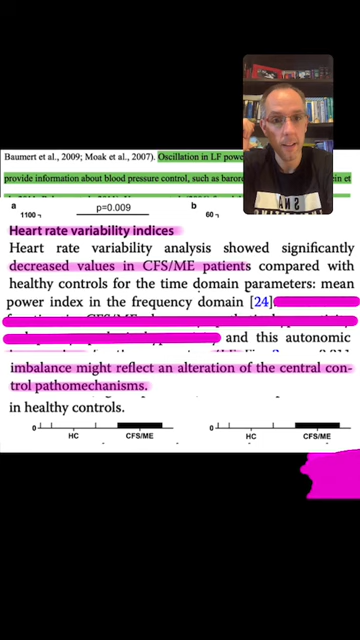 Baumert et al., 2009; Moak et al., 2007). Oscillation in LF pow
provide information about blood pressure control, such as baror
a
p=0.009
b
1100
60
Heart rate variability indices
Heart rate variability analysis showed significantly
decreased values in CFS/ME patients compared with
healthy controls for the time domain parameters: mean
power index in the frequency domain [24]
and this autonomic
imbalance might reflect an alteration of the central con-
trol pathomechanisms.
in healthy controls.
0
0
HC
CFS/ME
HC
CFS/ME